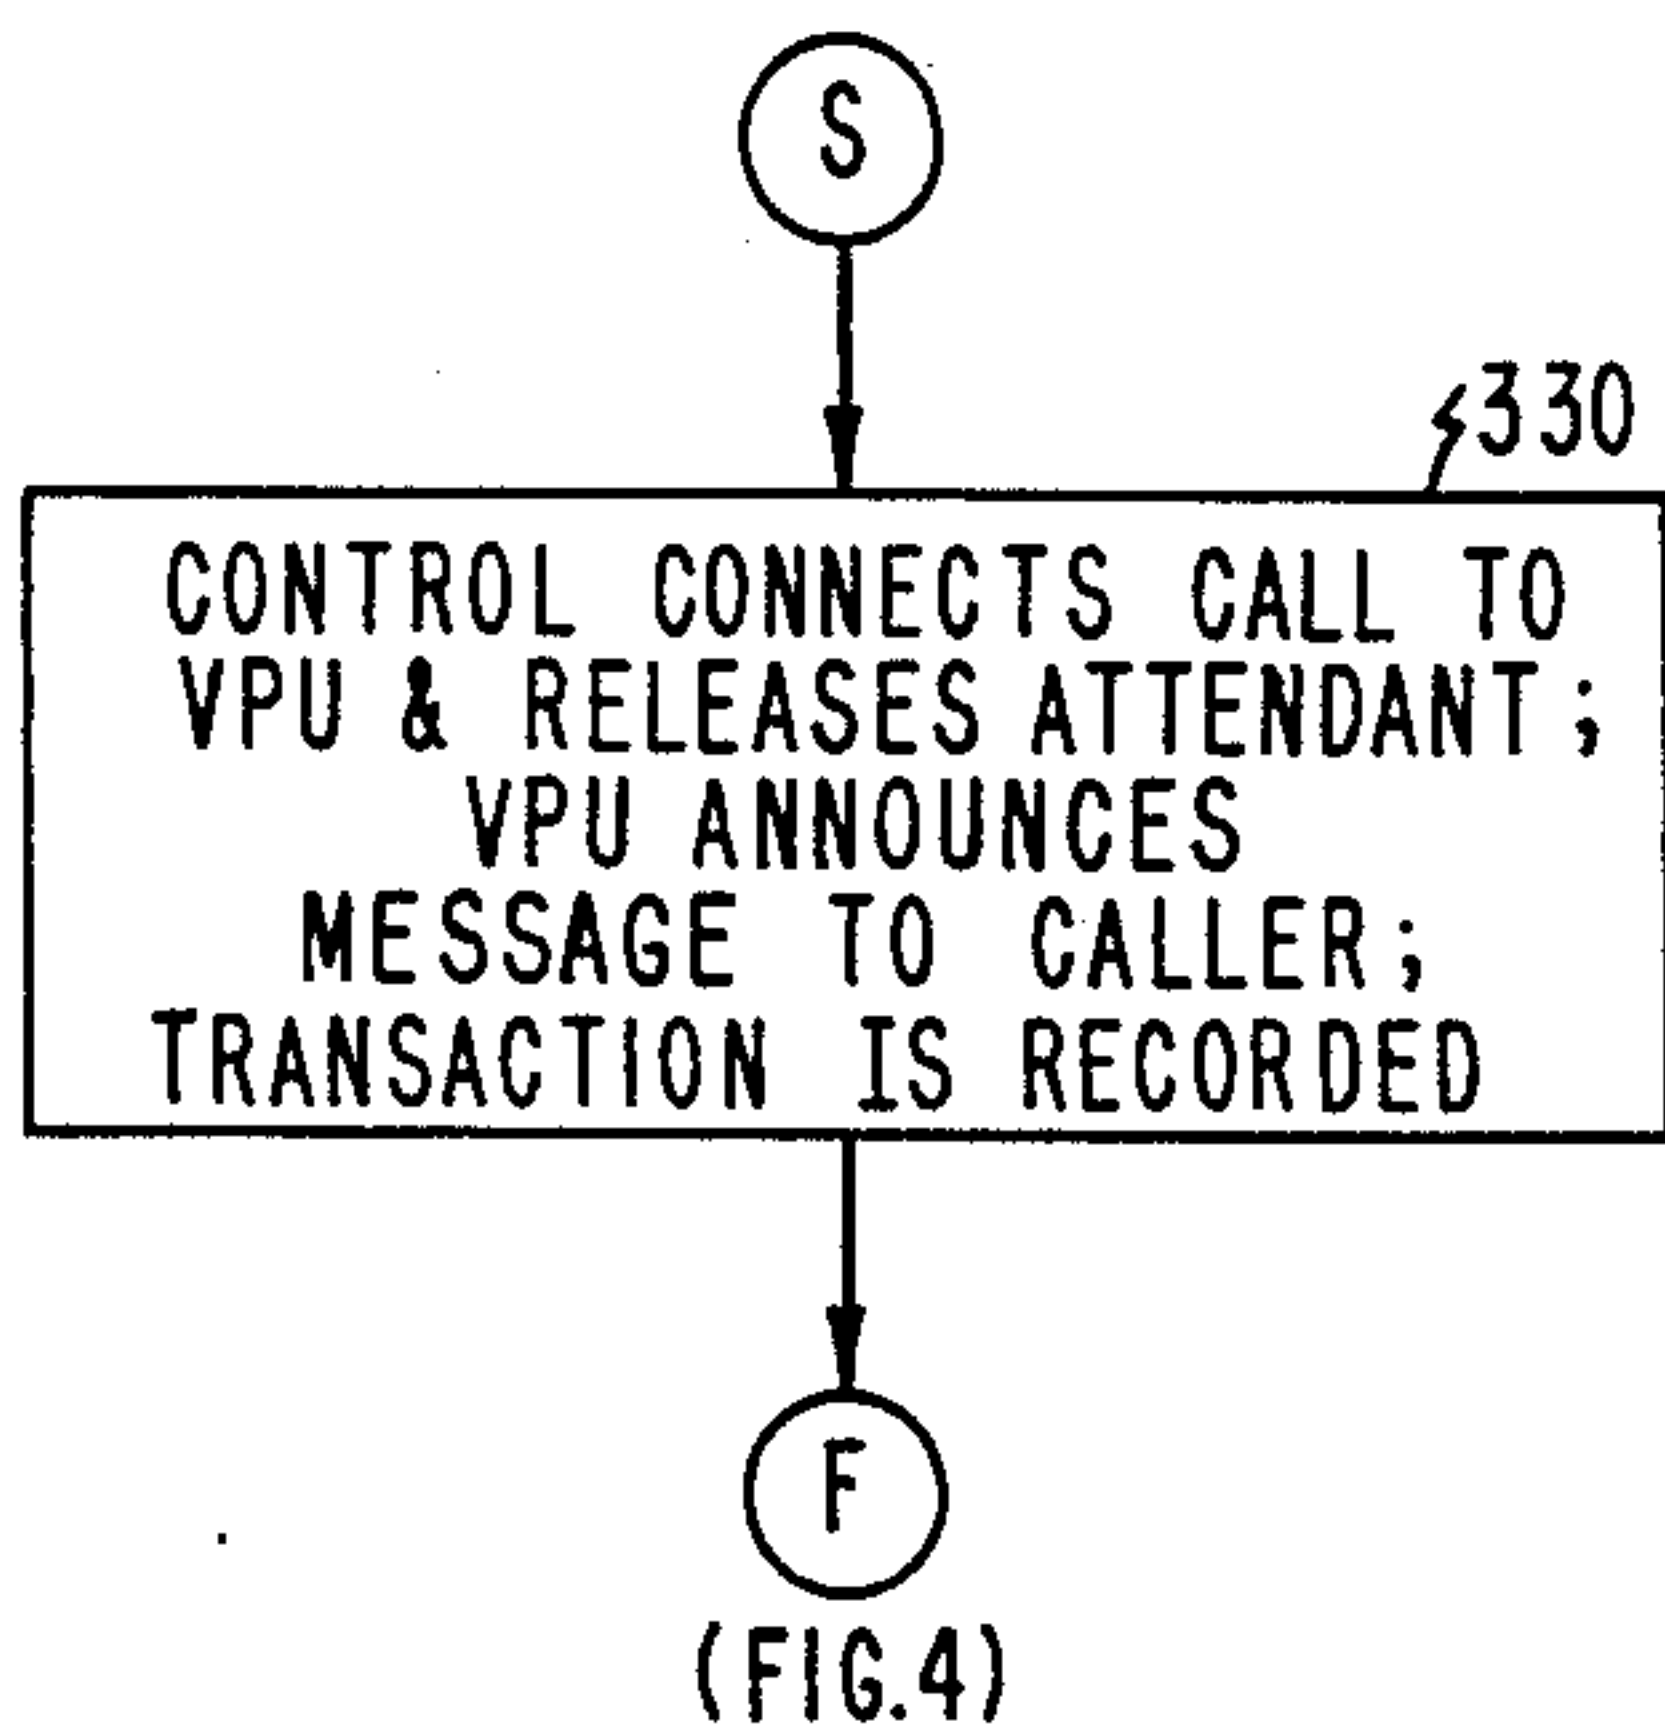 S
330
CONTROL CONNECTS CALL TO
VPU & RELEASES ATTENDANT;
VPU ANNOUNCES
MESSAGE TO CALLER;
TRANSACTION IS RECORDED
F
(FIG.4)